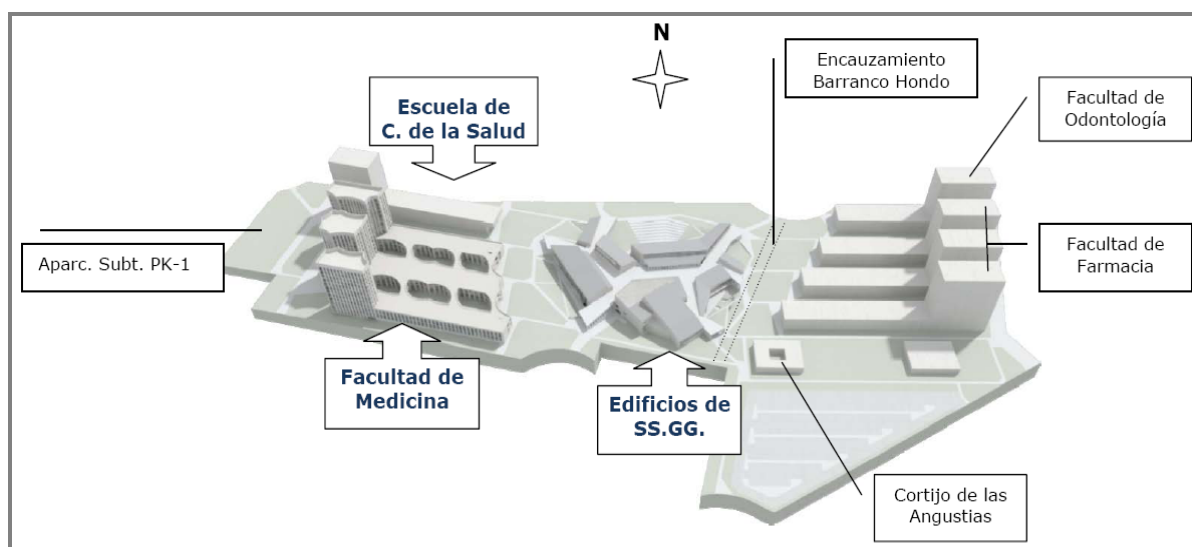 N
Encauzamiento
Barranco Hondo
Escuela de
C. de la Salud
Facultad de
Odontología
Aparc. Subt. PK-1
Facultad de
Farmacia
Facultad de
Medicina
Edificios de
SS.GG.
Cortijo de las
Angustias